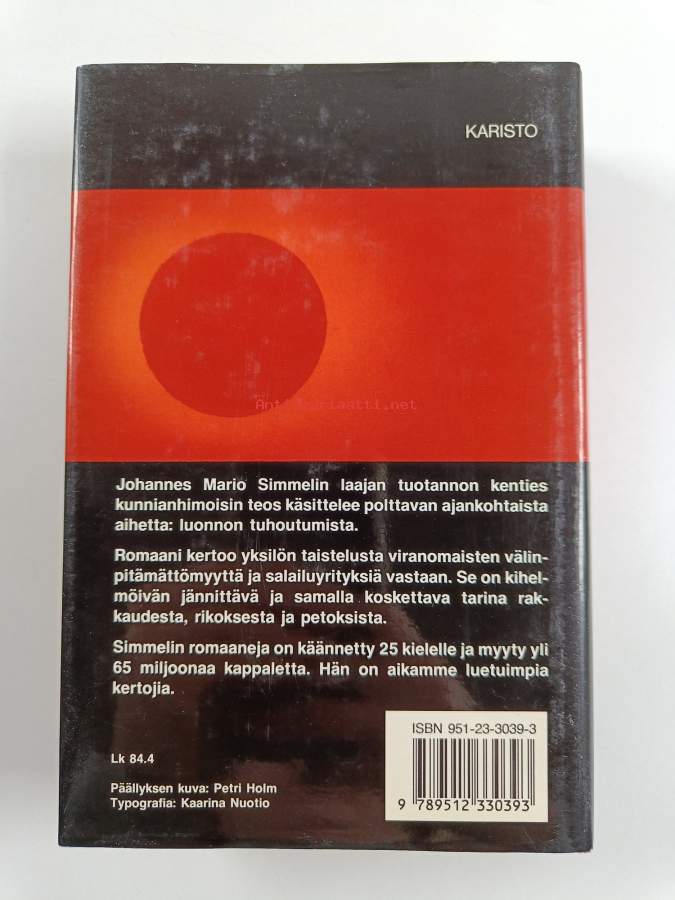 KARISTO
Antikvariaatti.net
Johannes Mario Simmelin laajan tuotannon kenties
kunnianhimoisin teos käsittelee polttavan ajankohtaista
aihetta: luonnon tuhoutumista.
Romaani kertoo yksilön taistelusta viranomaisten välin-
pitämättömyyttä ja salailuyrityksiä vastaan. Se on kihel-
möivän jännittävä ja samalla koskettava tarina rak-
kaudesta, rikoksesta ja petoksista.
Simmelin romaaneja on käännetty 25 kielelle ja myyty yli
65 miljoonaa kappaletta. Hän on aikamme luetuimpia
kertojia.
ISBN 951-23-3039-3
Lk 84.4
Päällyksen kuva: Petri Holm
Typografia: Kaarina Nuotio
9 789512 330393